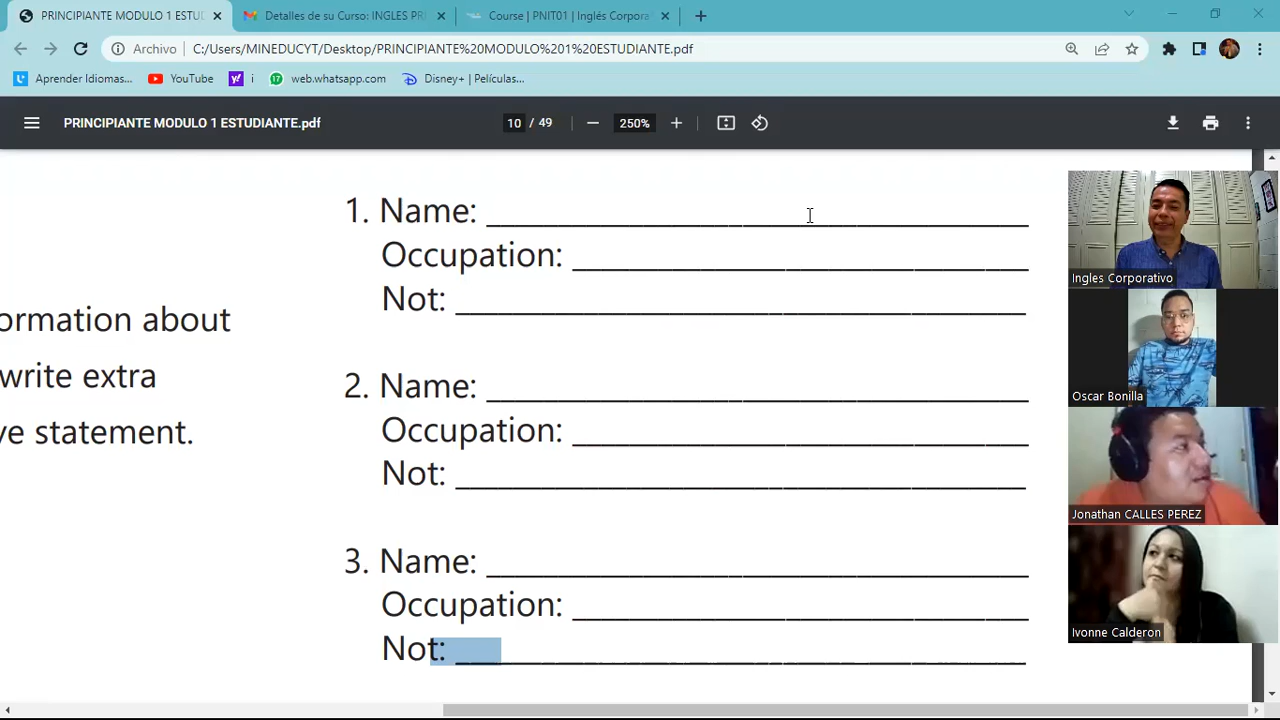 PRINCIPIANTE MODULO 1 ESTUD
Detalles de su Curso: INGLES PRI
Course | PNIT01 | Inglés Corpora
Archivo
C:/Users/MINEDUCYT/Desktop/PRINCIPIANTE%20MODULO%201%20ESTUDIANTE.pdf
Aprender Idiomas...
YouTube
i
web.whatsapp.com
Disney+ | Películas...
PRINCIPIANTE MODULO 1 ESTUDIANTE.pdf
10 / 49
250%
1. Name:
Occupation:
Not:
ormation about
write extra
ve statement.
2. Name:
Occupation:
Not:
3. Name:
Occupation:
Not:
Ingles Corporativo
Oscar Bonilla
Jonathan CALLES PEREZ
Ivonne Calderon